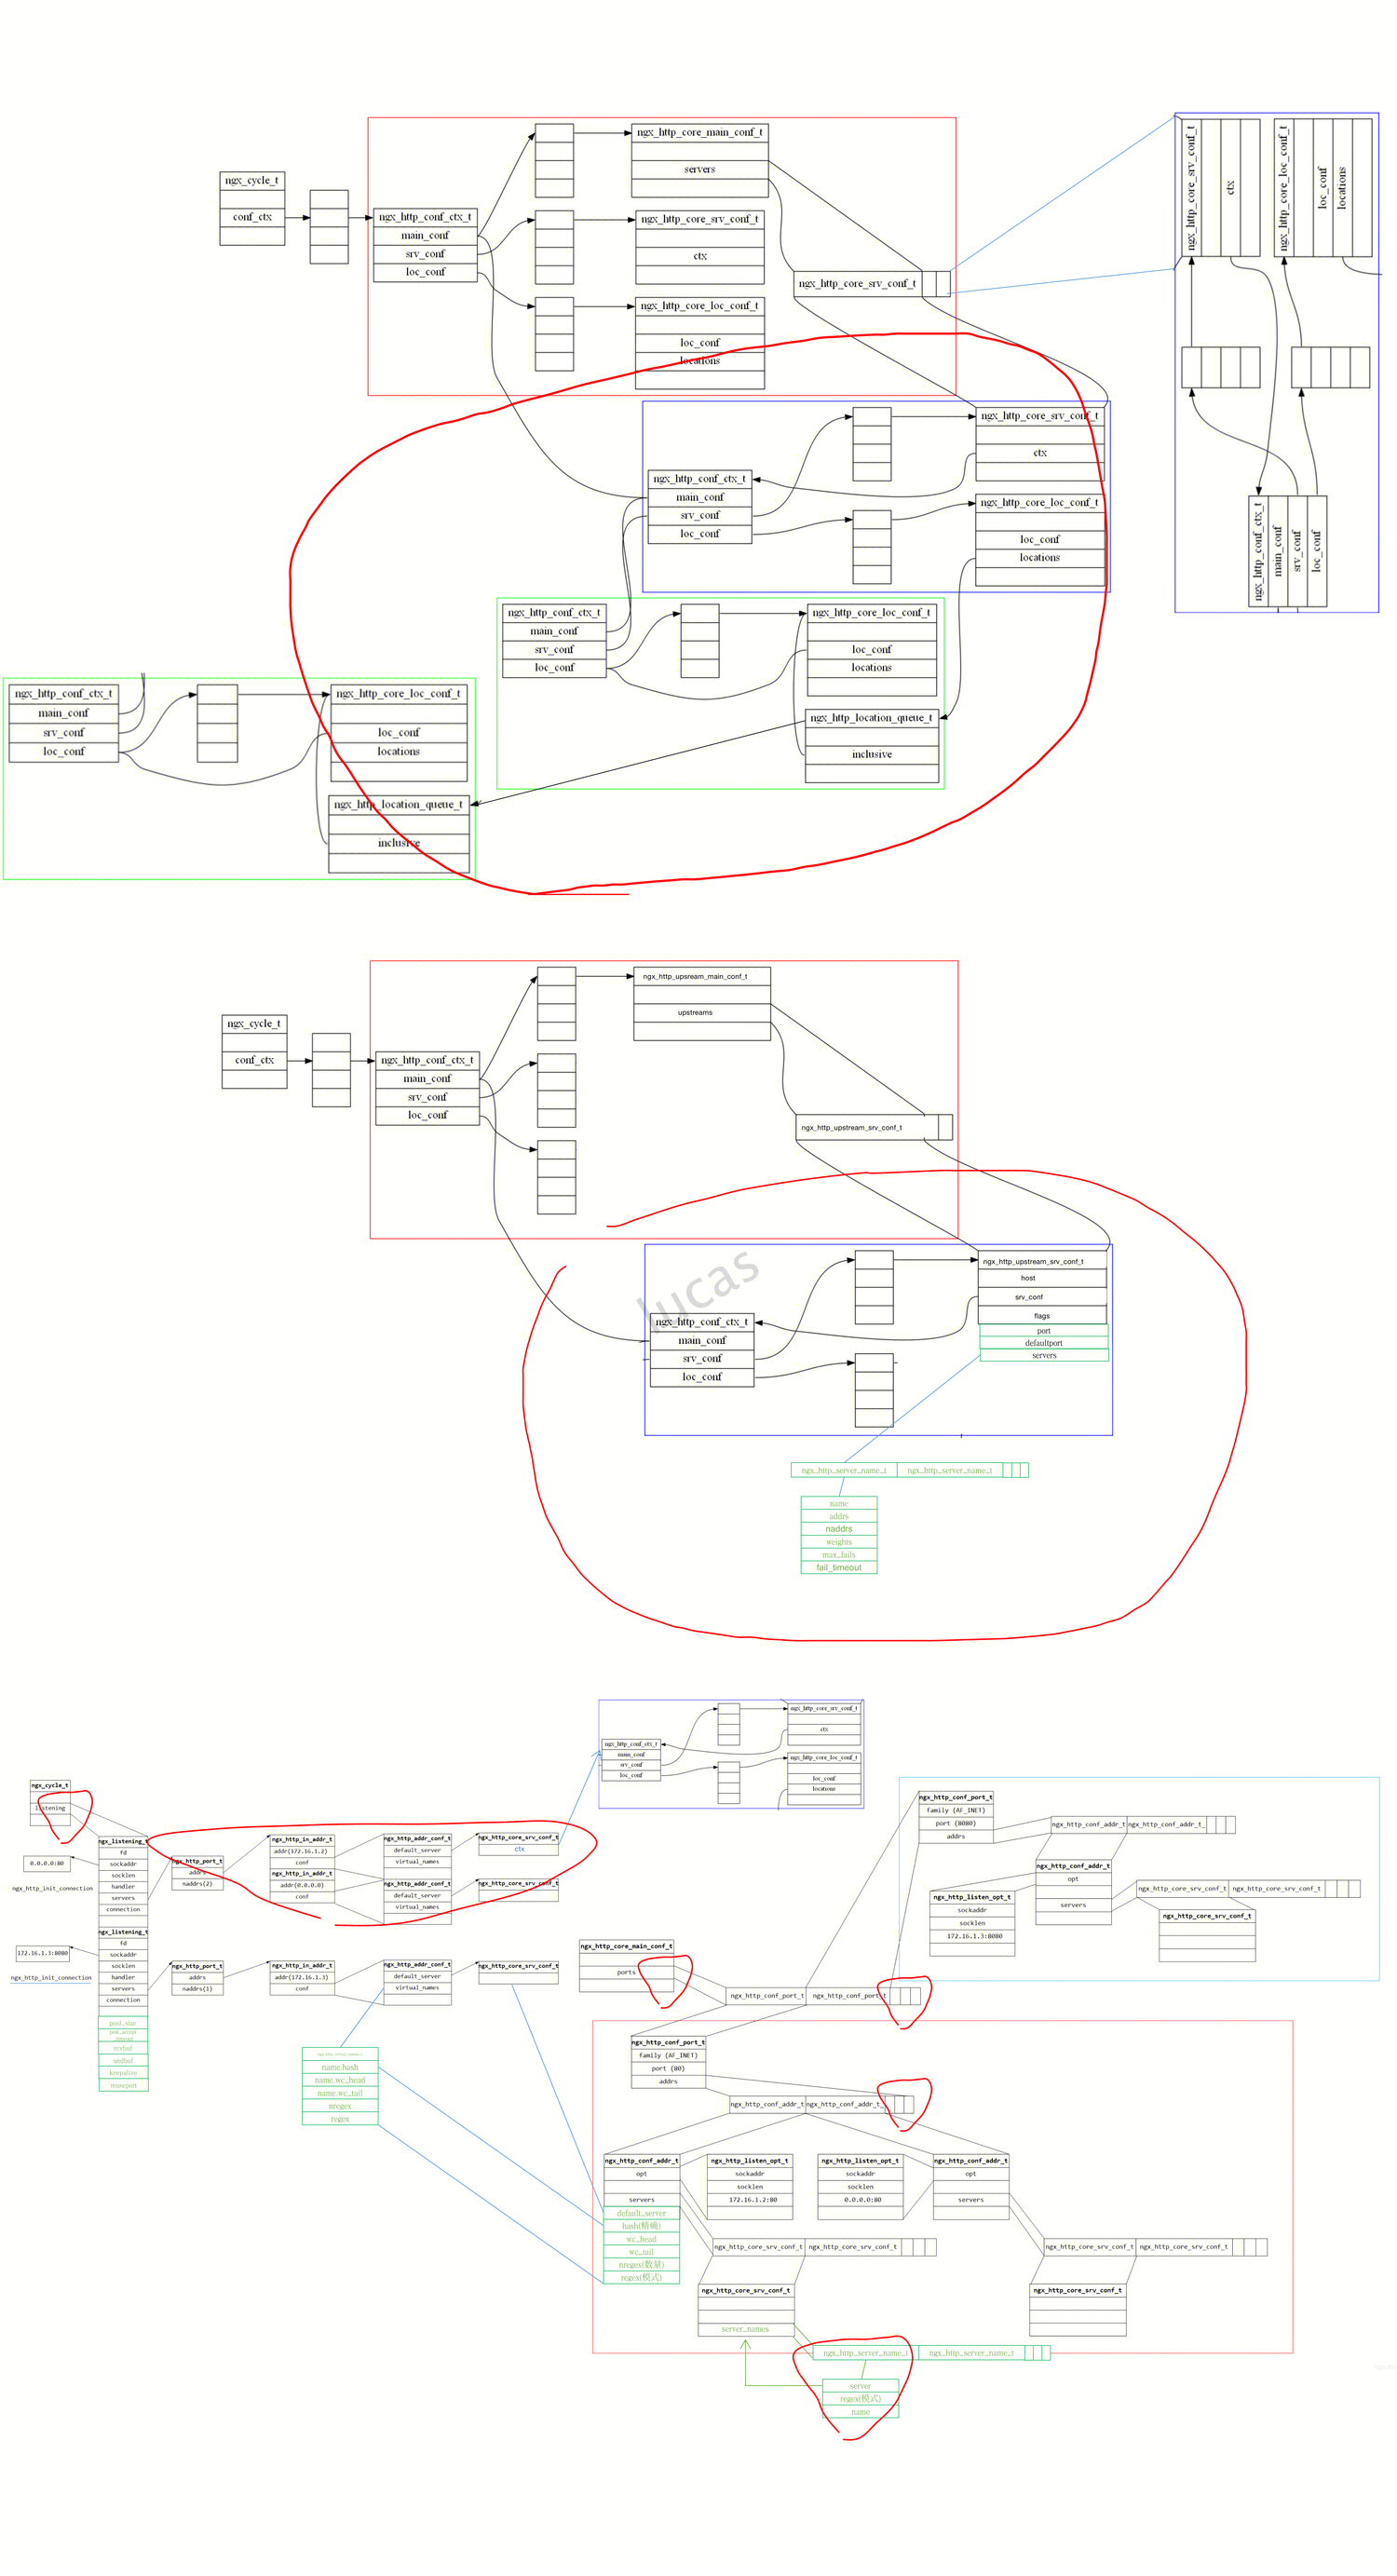 ngx_http_core_main_conf_t
servers
ngx_cycle_t
conf_ctx
ngx_http_conf_ctx_t
main_conf
srv_conf
loc_conf
ngx_http_core_srv_conf_t
ctx
ngx_http_core_loc_conf_t
loc_conf
locations
ngx_http_core_srv_conf_t
ngx_http_core_srv_conf_t
ctx
ngx_http_core_loc_conf_t
loc_conf
locations
ngx_http_conf_ctx_t
main_conf
srv_conf
loc_conf
ngx_http_core_srv_conf_t
ctx
ngx_http_conf_ctx_t
main_conf
srv_conf
loc_conf
ngx_http_core_loc_conf_t
loc_conf
locations
ngx_http_conf_ctx_t
main_conf
srv_conf
loc_conf
ngx_http_core_loc_conf_t
loc_conf
locations
ngx_http_location_queue_t
inclusive
ngx_http_conf_ctx_t
main_conf
srv_conf
loc_conf
ngx_http_core_loc_conf_t
loc_conf
locations
ngx_http_location_queue_t
inclusive
ngx_http_upsream_main_conf_t
upstreams
ngx_cycle_t
conf_ctx
ngx_http_conf_ctx_t
main_conf
srv_conf
loc_conf
ngx_http_upstream_srv_conf_t
lucas
ngx_http_upstream_srv_conf_t
host
srv_conf
flags
port
defaultport
servers
ngx_http_conf_ctx_t
main_conf
srv_conf
loc_conf
ngx_http_server_name_t ngx_http_server_name_t
name
addrs
naddrs
weights
max_fails
fail_timeout
ngx_http_core_srv_conf_t
ctx
ngx_http_conf_ctx_t
main_conf
srv_conf
loc_conf
ngx_http_core_loc_conf_t
loc_conf
locations
ngx_cycle_t
listening
ngx_listening_t
fd
sockaddr
socklen
handler
servers
connection
0.0.0.0:80
ngx_http_init_connection
ngx_http_port_t
addrs
naddrs(2)
ngx_http_in_addr_t
addr(172.16.1.2)
conf
ngx_http_in_addr_t
addr(0.0.0.0)
conf
ngx_http_addr_conf_t
default_server
virtual_names
ngx_http_addr_conf_t
default_server
virtual_names
ngx_http_core_srv_conf_t
ctx
ngx_http_core_srv_conf_t
ngx_listening_t
fd
sockaddr
socklen
handler
servers
connection
pool_size
post_accept
_timeout
rcvbuf
sndbuf
keepalive
reuseport
172.16.1.3:8080
ngx_http_init_connection
ngx_http_port_t
addrs
naddrs(1)
ngx_http_in_addr_t
addr(172.16.1.3)
conf
ngx_http_addr_conf_t
default_server
virtual_names
ngx_http_core_srv_conf_t
name.hash
name.wc_head
name.wc_tail
nregex
regex
ngx_http_conf_port_t
family (AF_INET)
port (8080)
addrs
ngx_http_conf_addr_t ngx_http_conf_addr_t
ngx_http_conf_addr_t
opt
servers
ngx_http_listen_opt_t
sockaddr
socklen
172.16.1.3:8080
ngx_http_core_srv_conf_t ngx_http_core_srv_conf_t
ngx_http_core_srv_conf_t
ngx_http_core_main_conf_t
ports
ngx_http_conf_port_t ngx_http_conf_port_t
ngx_http_conf_port_t
family (AF_INET)
port (80)
addrs
ngx_http_conf_addr_t ngx_http_conf_addr_t
ngx_http_conf_addr_t
opt
servers
default_server
hash(精确)
wc_head
wc_tail
nregex(数量)
regex(模式)
ngx_http_listen_opt_t
sockaddr
socklen
172.16.1.2:80
ngx_http_listen_opt_t
sockaddr
socklen
0.0.0.0:80
ngx_http_conf_addr_t
opt
servers
ngx_http_core_srv_conf_t ngx_http_core_srv_conf_t
ngx_http_core_srv_conf_t ngx_http_core_srv_conf_t
ngx_http_core_srv_conf_t
server_names
ngx_http_core_srv_conf_t
ngx_http_server_name_t ngx_http_server_name_t
server
regex(模式)
name